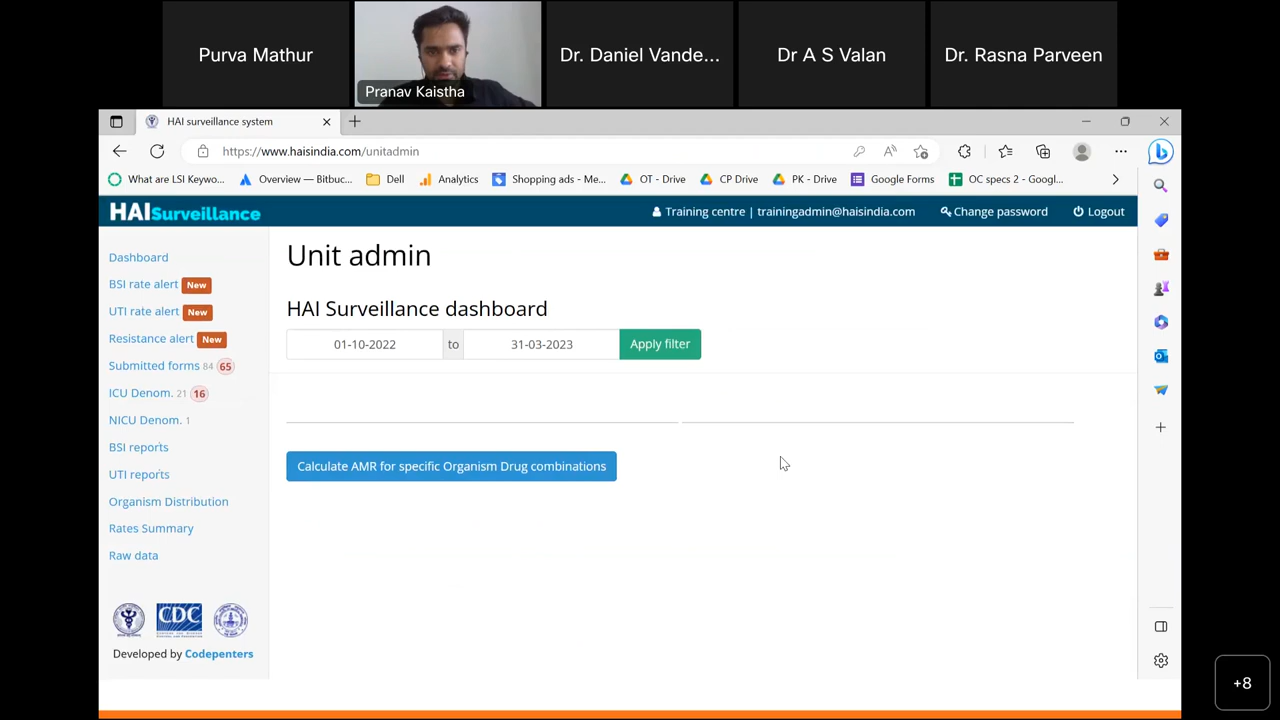 Purva Mathur
Pranav Kaistha
Dr. Daniel Vande...
Dr A S Valan
Dr. Rasna Parveen
HAI surveillance system
https://www.haisindia.com/unitadmin
What are LSI Keywo...
Overview — Bitbuc...
Dell
Analytics
Shopping ads - Me...
OT - Drive
CP Drive
PK - Drive
Google Forms
OC specs 2 - Googl...
HAISurveillance
Training centre | trainingadmin@haisindia.com
Change password
Logout
Dashboard
BSI rate alert New
UTI rate alert New
Resistance alert New
Submitted forms 84 65
ICU Denom. 21 16
NICU Denom. 1
BSI reports
UTI reports
Organism Distribution
Rates Summary
Raw data
CDC
Developed by Codepenters
Unit admin
HAI Surveillance dashboard
01-10-2022 to 31-03-2023 Apply filter
Calculate AMR for specific Organism Drug combinations
+8